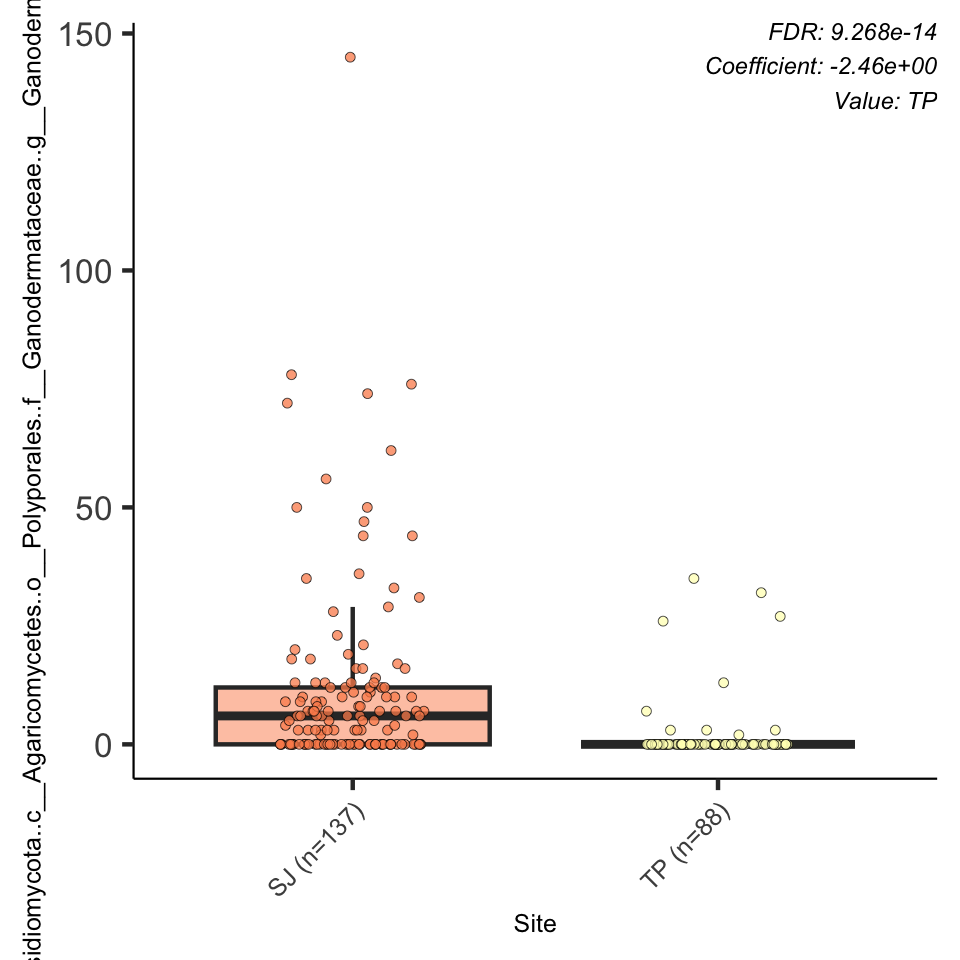 FDR: 9.268e-14
Coefficient: -2.46e+00
Value: TP
150
100
50
0
sidiomycota..c__Agaricomycetes..o__Polyporales..f__Ganodermataceae..g__Ganoderm
SJ (n=137)
TP (n=88)
Site